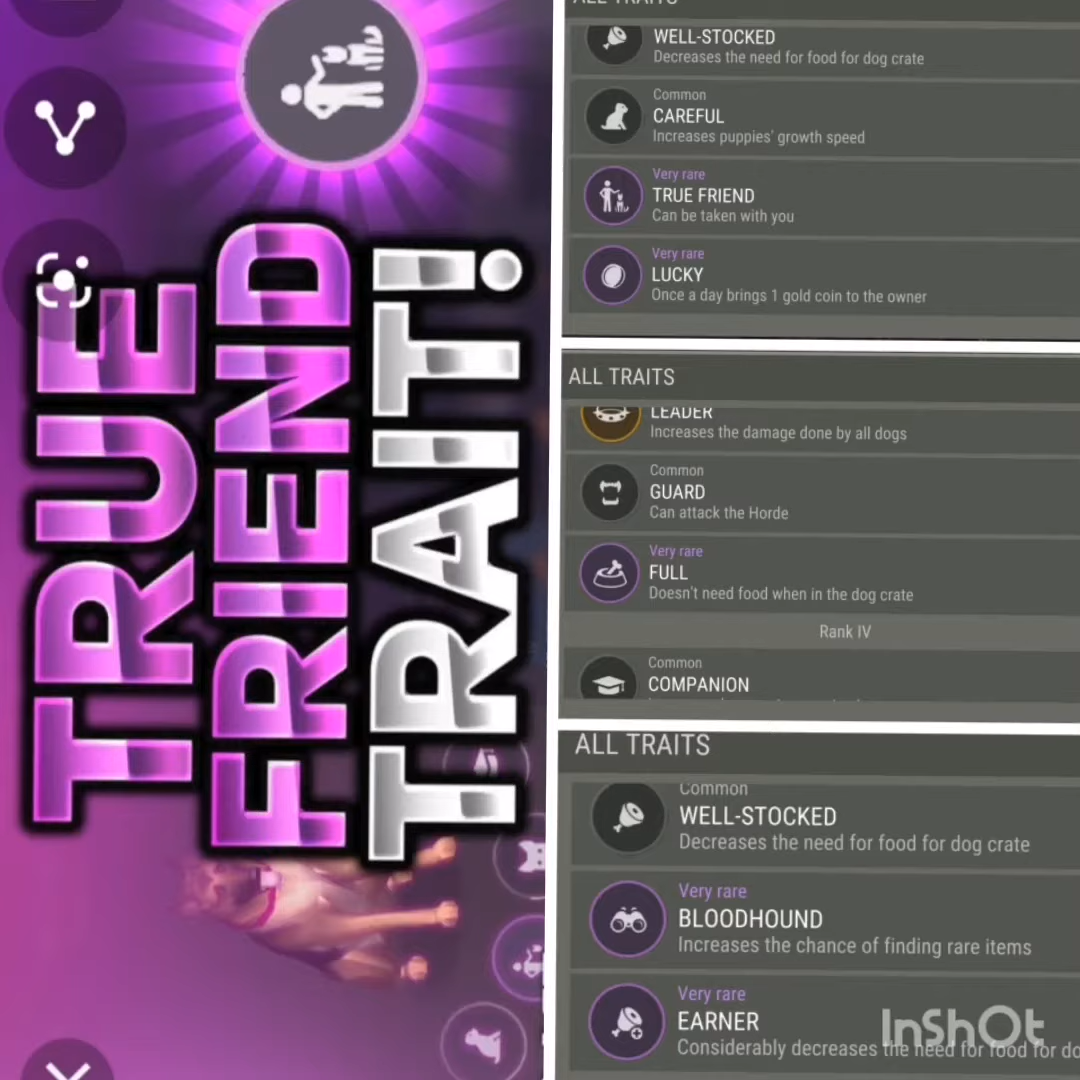 TRUE
FRIEND
TRAIT!
ALL TRAITS
WELL-STOCKED
Decreases the need for food for dog crate
Common
CAREFUL
Increases puppies' growth speed
Very rare
TRUE FRIEND
Can be taken with you
Very rare
LUCKY
Once a day brings 1 gold coin to the owner
ALL TRAITS
LEADER
Increases the damage done by all dogs
Common
GUARD
Can attack the Horde
Very rare
FULL
Doesn't need food when in the dog crate
Rank IV
Common
COMPANION
ALL TRAITS
Common
WELL-STOCKED
Decreases the need for food for dog crate
Very rare
BLOODHOUND
Increases the chance of finding rare items
Very rare
EARNER
Considerably decreases the need for food for do
InShOt